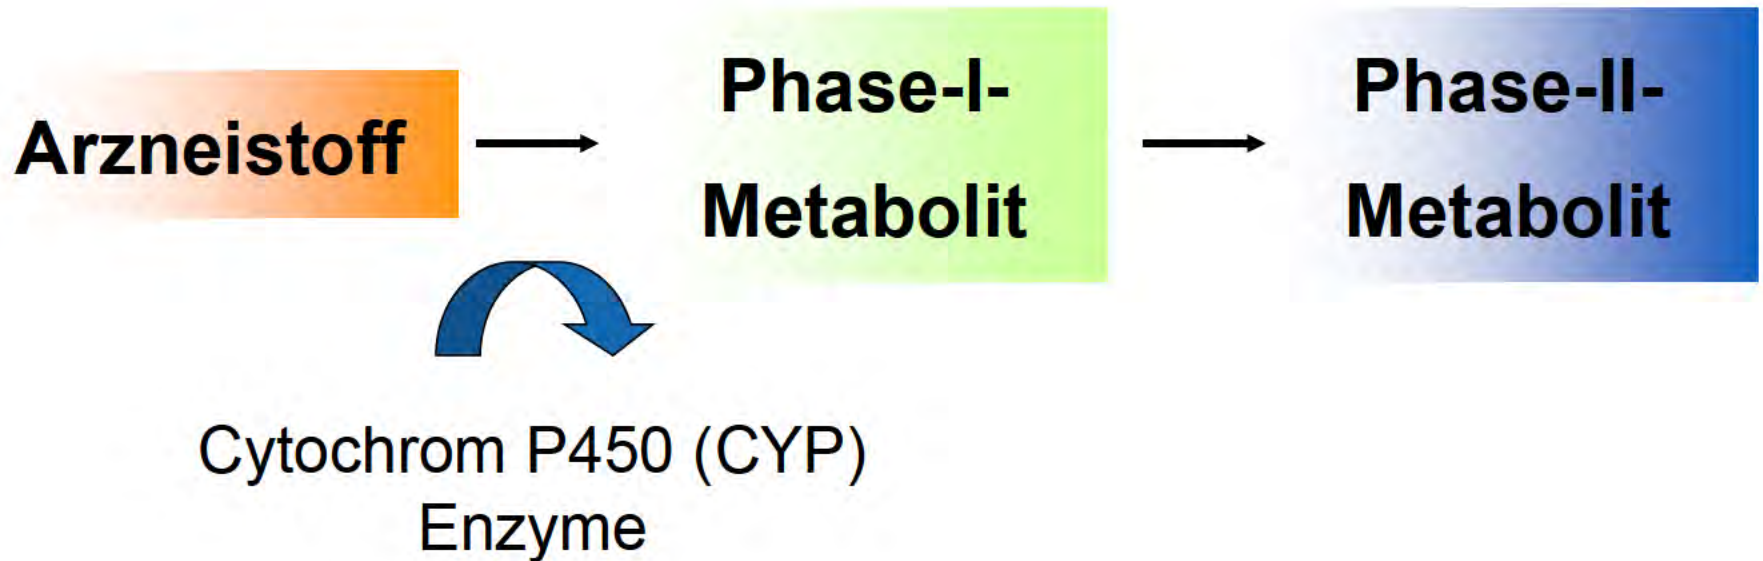 Arzneistoff
Phase-I-
Metabolit
Phase-II-
Metabolit
Cytochrom P450 (CYP)
Enzyme